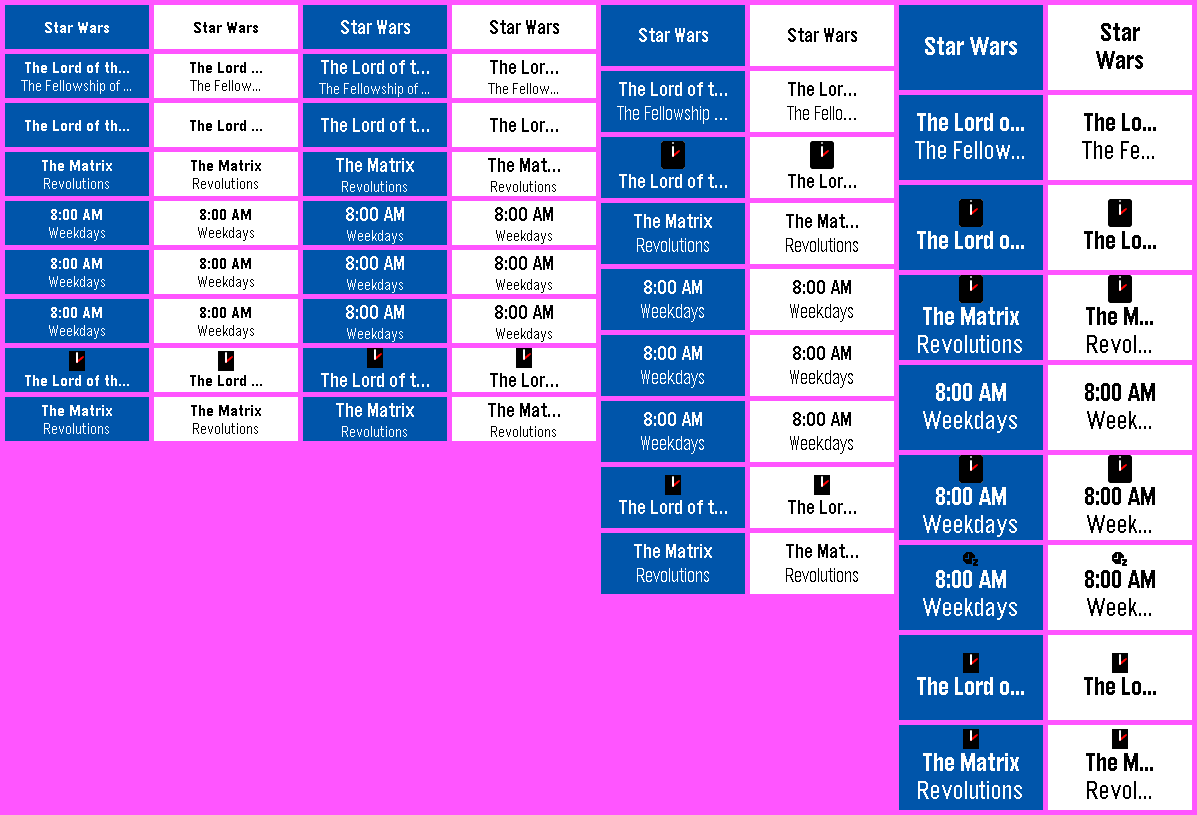 Star Wars
The Lord of th...
The Fellowship of ...
The Lord of th...
The Matrix
Revolutions
8:00 AM
Weekdays
8:00 AM
Weekdays
8:00 AM
Weekdays
The Lord of th...
The Matrix
Revolutions
Star Wars
The Lord ...
The Fellow...
The Lord ...
The Matrix
Revolutions
8:00 AM
Weekdays
8:00 AM
Weekdays
8:00 AM
Weekdays
The Lord ...
The Matrix
Revolutions
Star Wars
The Lord of t...
The Fellowship of ...
The Lord of t...
The Matrix
Revolutions
8:00 AM
Weekdays
8:00 AM
Weekdays
8:00 AM
Weekdays
The Lord of t...
The Matrix
Revolutions
Star Wars
The Lor...
The Fellow...
The Lor...
The Mat...
Revolutions
8:00 AM
Weekdays
8:00 AM
Weekdays
8:00 AM
Weekdays
The Lor...
The Mat...
Revolutions
Star Wars
The Lord of t...
The Fellowship ...
The Lord of t...
The Matrix
Revolutions
8:00 AM
Weekdays
8:00 AM
Weekdays
8:00 AM
Weekdays
The Lord of t...
The Matrix
Revolutions
Star Wars
The Lor...
The Fello...
The Lor...
The Mat...
Revolutions
8:00 AM
Weekdays
8:00 AM
Weekdays
8:00 AM
Weekdays
The Lor...
The Mat...
Revolutions
Star Wars
The Lord o...
The Fellow...
The Lord o...
The Matrix
Revolutions
8:00 AM
Weekdays
8:00 AM
Weekdays
8:00 AM
Weekdays
The Lord o...
The Matrix
Revolutions
Star
Wars
The Lo...
The Fe...
The Lo...
The M...
Revol...
8:00 AM
Week...
8:00 AM
Week...
8:00 AM
Week...
The Lo...
The M...
Revol...